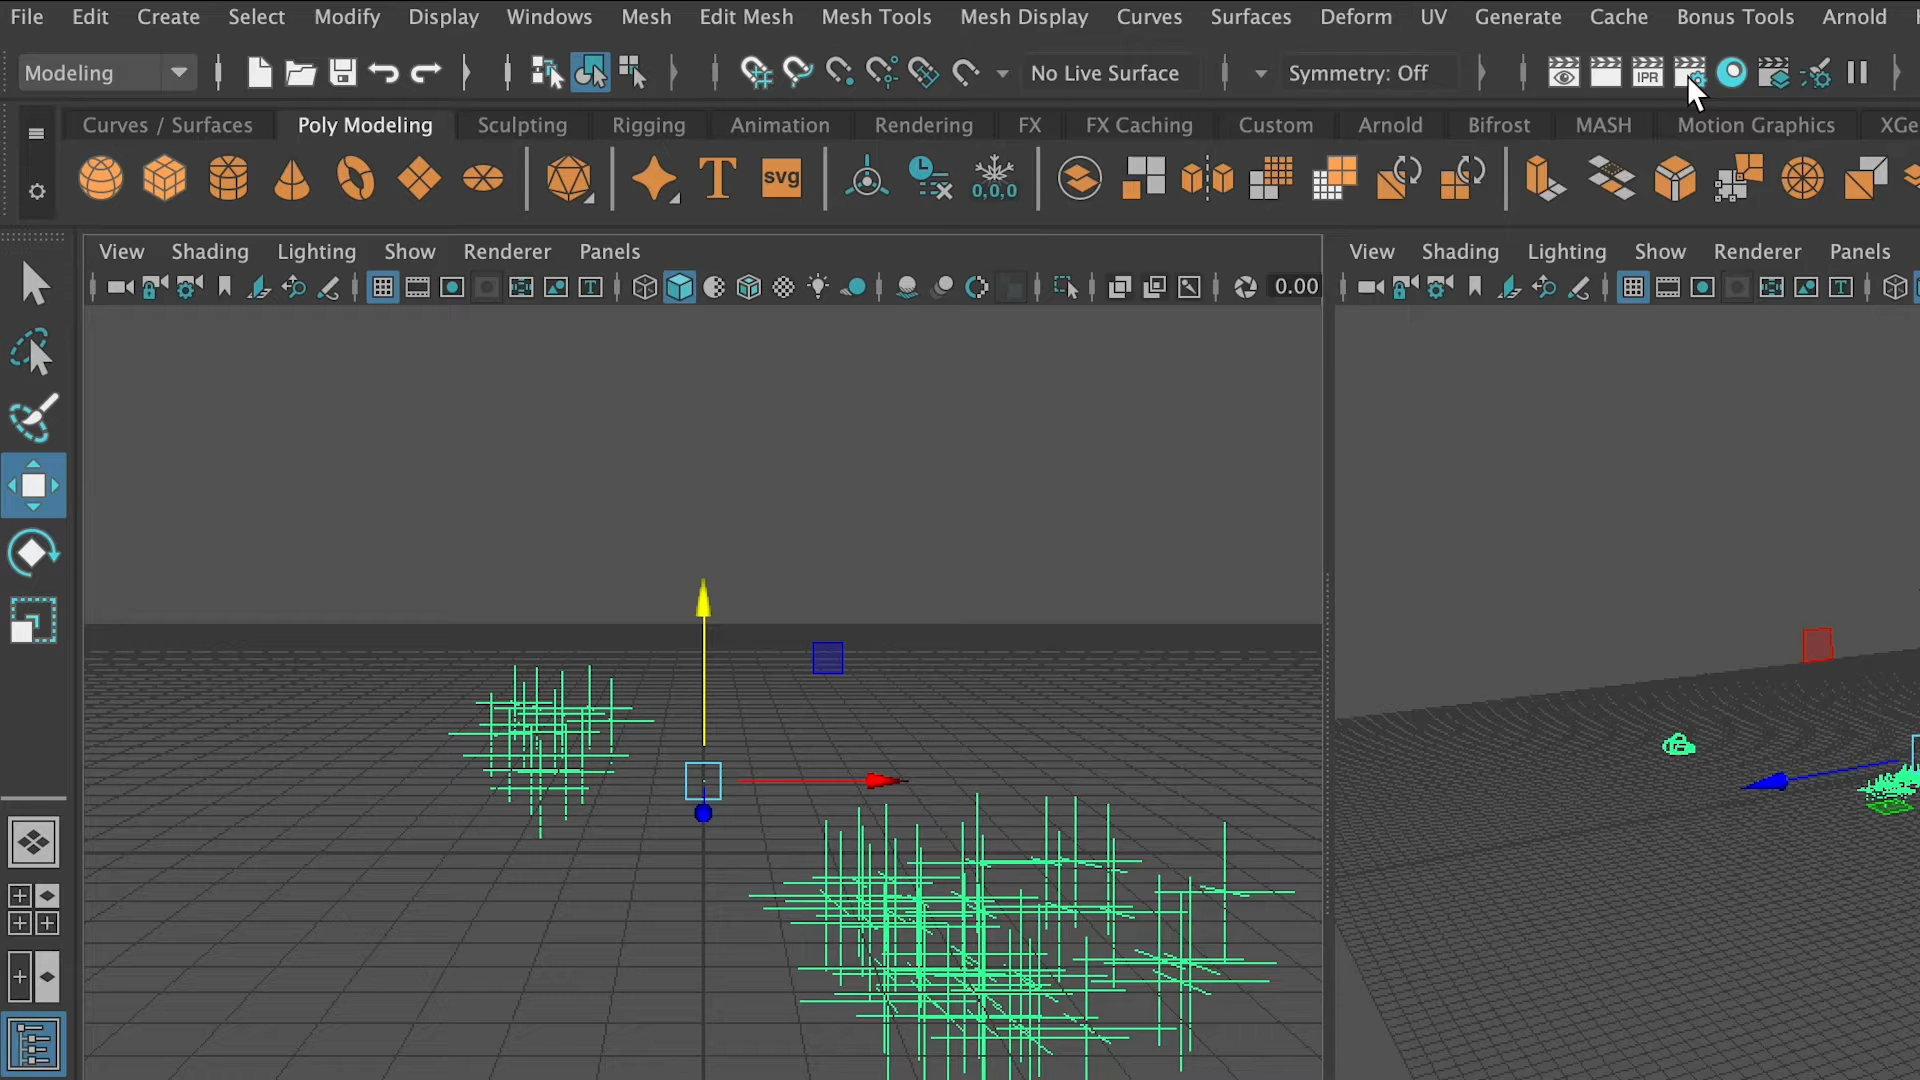 File Edit Create Select Modify Display Windows Mesh Edit Mesh Mesh Tools Mesh Display Curves Surfaces Deform UV Generate Cache Bonus Tools Arnold
Modeling No Live Surface Symmetry: Off IPR
Curves / Surfaces Poly Modeling Sculpting Rigging Animation Rendering FX FX Caching Custom Arnold Bifrost MASH Motion Graphics XGe
T svg 0,0,0
View Shading Lighting Show Renderer Panels
0.00
View Shading Lighting Show Renderer Panels